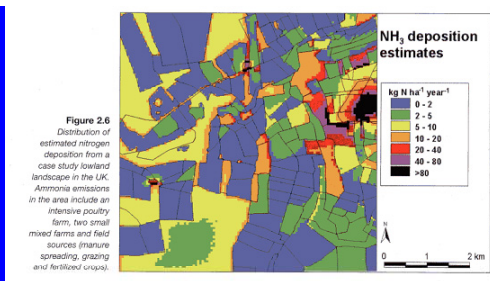 Figure 2.6
Distribution of
estimated nitrogen
deposition from a
case study lowland
landscape in the UK.
Ammonia emissions
in the area include an
intensive poultry
farm, two small
mixed farms and field
sources (manure
spreading, grazing
and fertilized crops).
NH₃ deposition
estimates
kg N ha⁻¹ year⁻¹
0 - 2
2 - 5
5 - 10
10 - 20
20 - 40
40 - 80
>80
N
0 1 2 km